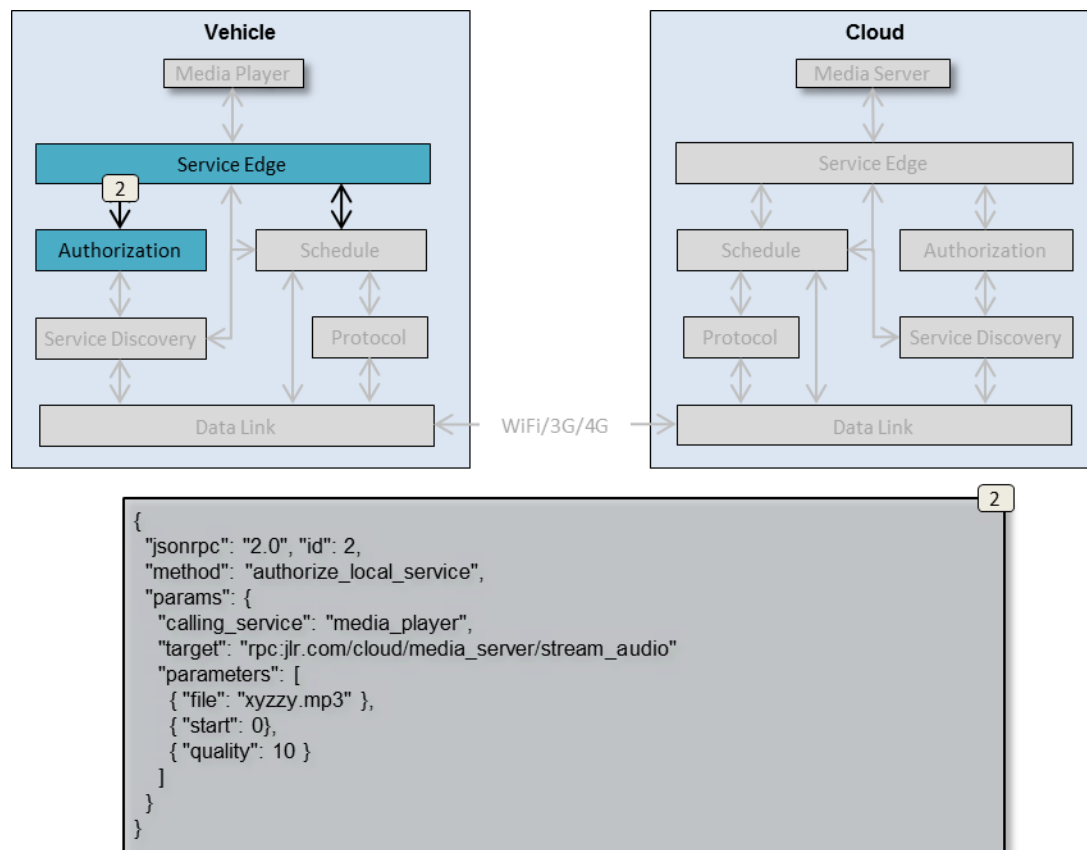 Vehicle
Media Player
Service Edge
2
Authorization
Schedule
Service Discovery
Protocol
Data Link
WiFi/3G/4G
Cloud
Media Server
Service Edge
Schedule
Authorization
Protocol
Service Discovery
Data Link
2
{
"jsonrpc": "2.0", "id": 2,
"method": "authorize_local_service",
"params": {
"calling_service": "media_player",
"target": "rpc:jlr.com/cloud/media_server/stream_audio"
"parameters": [
{ "file": "xyzzy.mp3" },
{ "start": 0},
{ "quality": 10 }
]
}
}